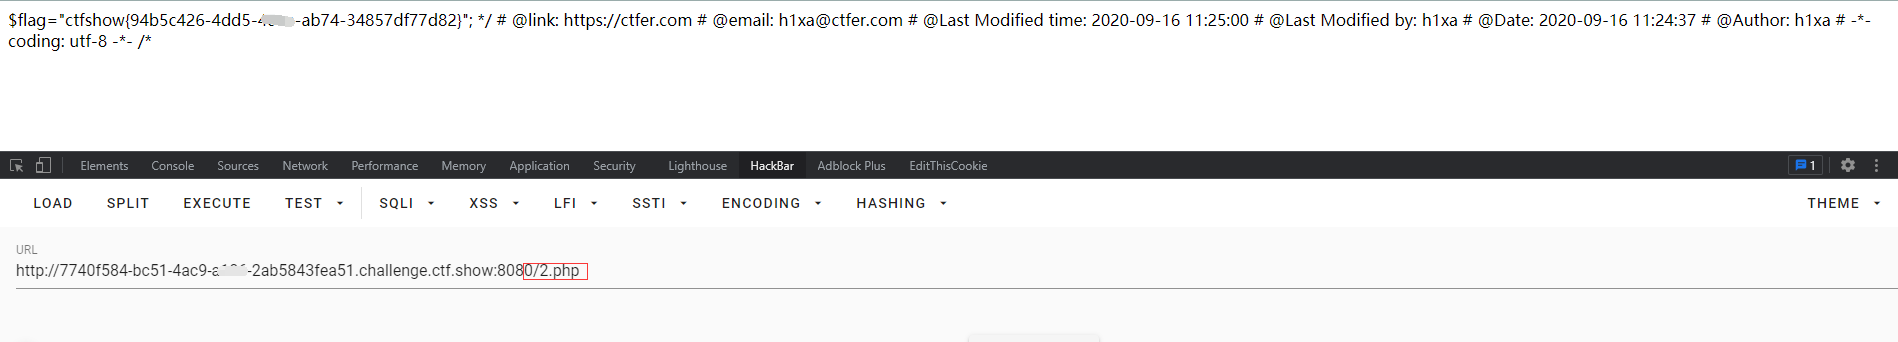 $flag="ctfshow{94b5c426-4dd5-4 -ab74-34857df77d82}"; */ # @link: https://ctfer.com # @email: h1xa@ctfer.com # @Last Modified time: 2020-09-16 11:25:00 # @Last Modified by: h1xa # @Date: 2020-09-16 11:24:37 # @Author: h1xa # -*-
coding: utf-8 -*- /*
Elements Console Sources Network Performance Memory Application Security Lighthouse HackBar Adblock Plus EditThisCookie 1
LOAD SPLIT EXECUTE TEST SQLI XSS LFI SSTI ENCODING HASHING THEME
URL
http://7740f584-bc51-4ac9-a -2ab5843fea51.challenge.ctf.show:8080/2.php